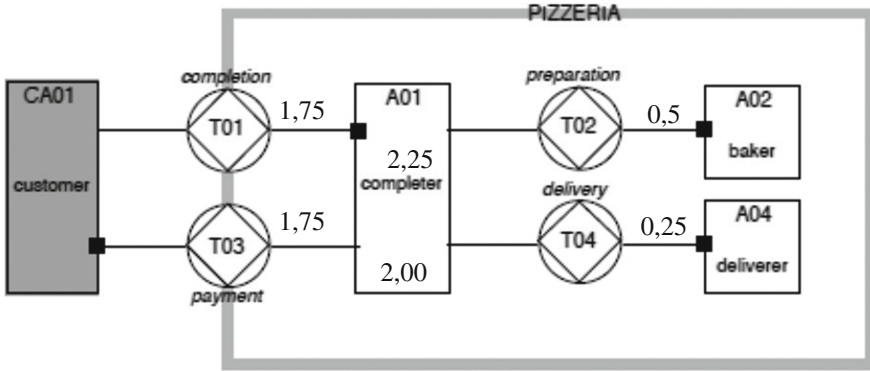 PIZZERIA
completion
preparation
CA01
T01
1,75
A01
T02
0,5
A02
2,25
baker
customer
completer
delivery
T03
1,75
T04
0,25
A04
2,00
deliverer
payment